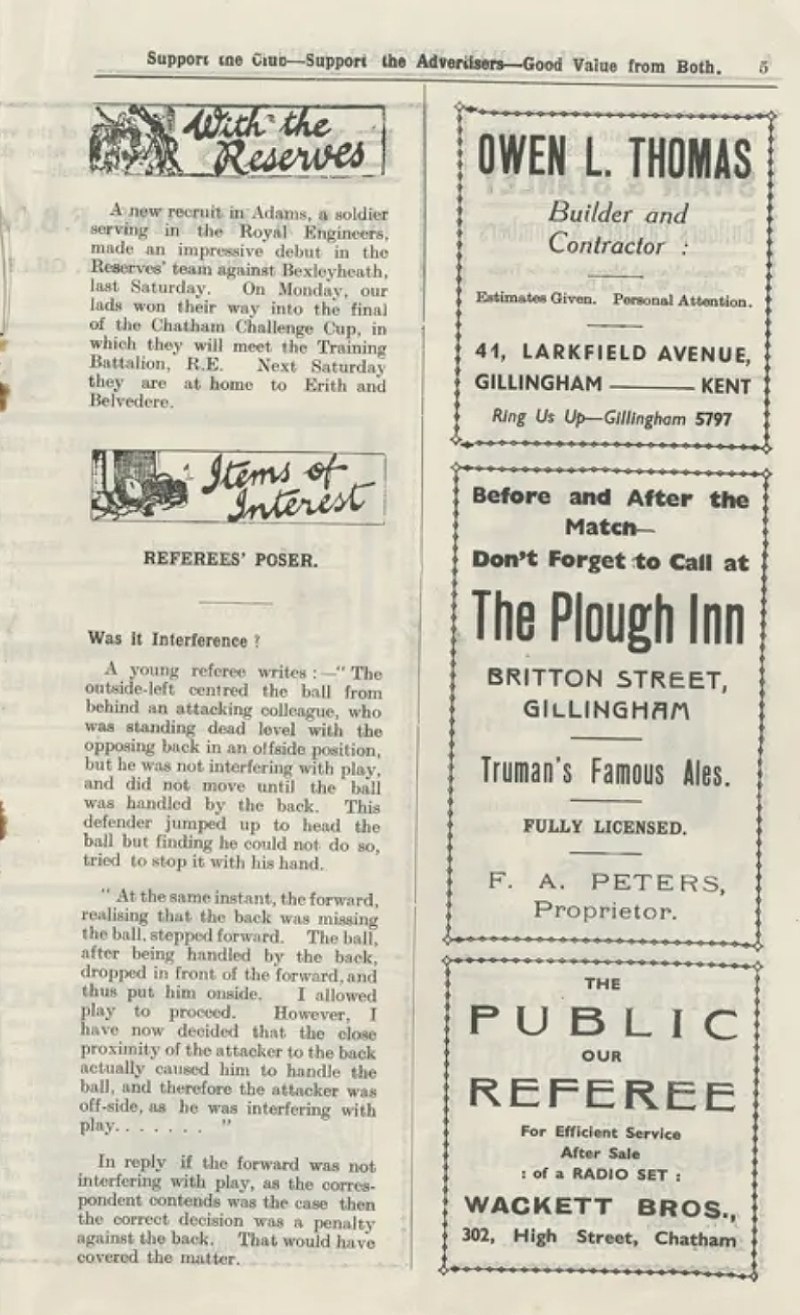 Support the Club—Support the Advertisers—Good Value from Both. 5
With the
Reserves
A new recruit in Adams, a soldier
serving in the Royal Engineers,
made an impressive debut in the
Reserves' team against Bexleyheath,
last Saturday. On Monday, our
lads won their way into the final
of the Chatham Challenge Cup, in
which they will meet the Training
Battalion, R.E. Next Saturday
they are at home to Erith and
Belvedere.
Items of
Interest
REFEREES' POSER.
Was it Interference ?
A young referee writes :—" The
outside-left centred the ball from
behind an attacking colleague, who
was standing dead level with the
opposing back in an offside position,
but he was not interfering with play,
and did not move until the ball
was handled by the back. This
defender jumped up to head the
ball but finding he could not do so,
tried to stop it with his hand.
" At the same instant, the forward,
realising that the back was missing
the ball, stepped forward. The ball,
after being handled by the back,
dropped in front of the forward, and
thus put him onside. I allowed
play to proceed. However, I
have now decided that the close
proximity of the attacker to the back
actually caused him to handle the
ball, and therefore the attacker was
off-side, as he was interfering with
play. . . . . . . "
In reply if the forward was not
interfering with play, as the corres-
pondent contends was the case then
the correct decision was a penalty
against the back. That would have
covered the matter.
OWEN L. THOMAS
Builder and
Contractor :
Estimates Given. Personal Attention.
41, LARKFIELD AVENUE,
GILLINGHAM ——— KENT
Ring Us Up—Gillingham 5797
Before and After the
Match—
Don't Forget to Call at
The Plough Inn
BRITTON STREET,
GILLINGHAM
Truman's Famous Ales.
FULLY LICENSED.
F. A. PETERS,
Proprietor.
THE
PUBLIC
OUR
REFEREE
For Efficient Service
After Sale
: of a RADIO SET :
WACKETT BROS.,
302, High Street, Chatham